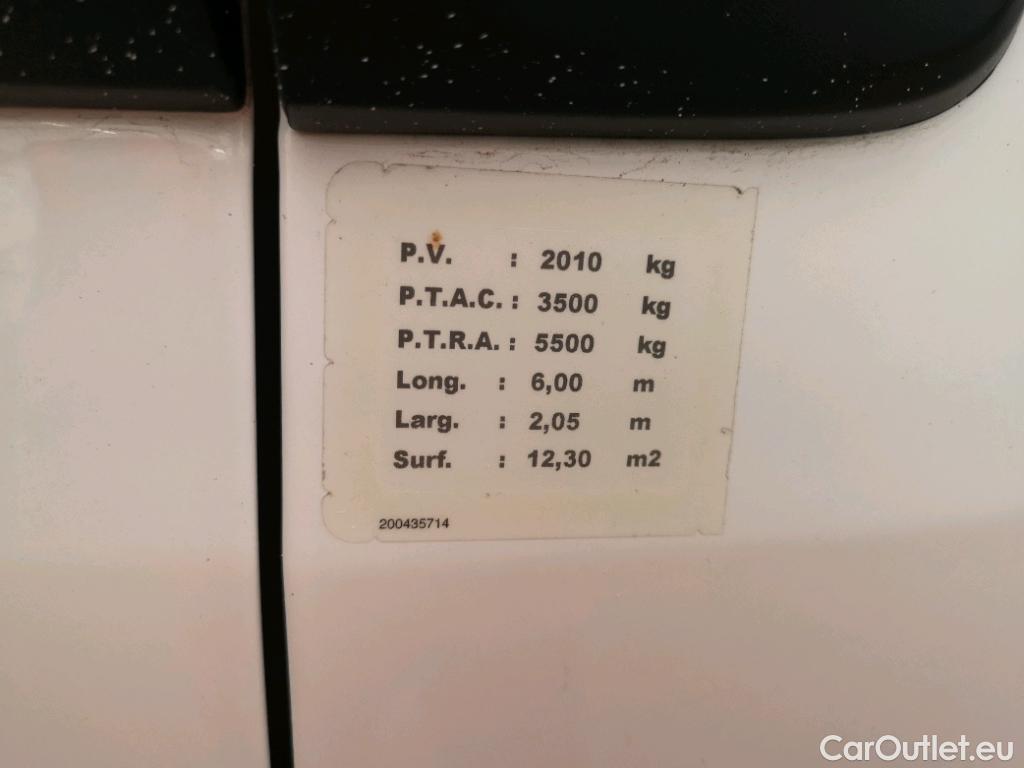 P.V. : 2010 kg
P.T.A.C. : 3500 kg
P.T.R.A. : 5500 kg
Long. : 6,00 m
Larg. : 2,05 m
Surf. : 12,30 m2
200435714
CarOutlet.eu